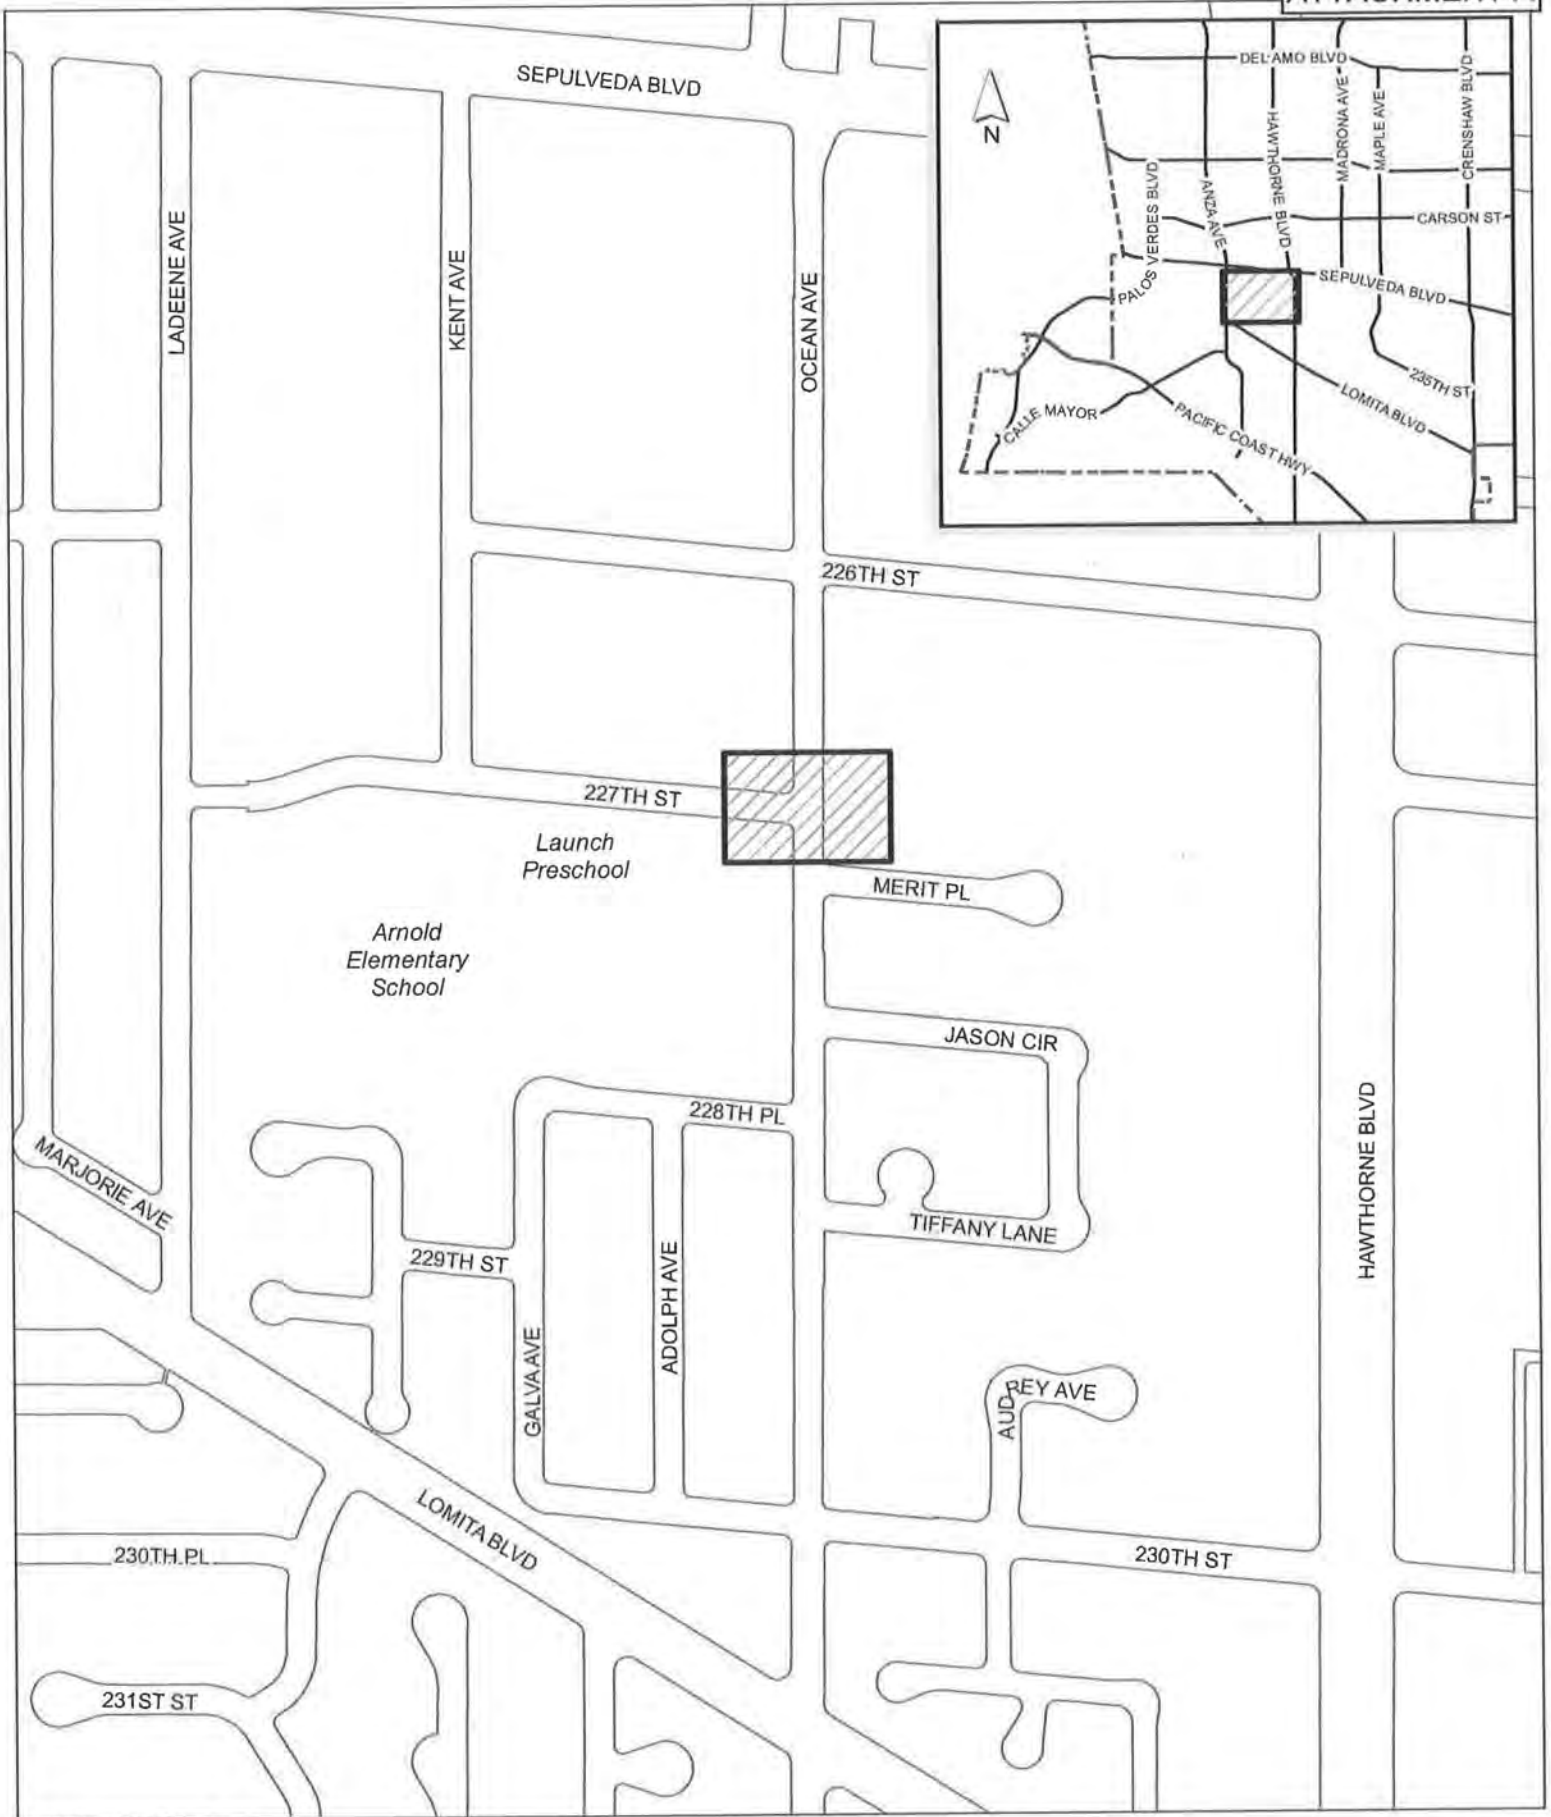 SEPULVEDA BLVD
LADEENE AVE
KENT AVE
OCEAN AVE
N
DEL AMO BLVD
HAWTHORNE BLVD
MADRONA AVE
MAPLE AVE
CRENSHAW BLVD
PALOS VERDES BLVD
ANZA AVE
CARSON ST
SEPULVEDA BLVD
235TH ST
LOMITA BLVD
CALLE MAYOR
PACIFIC COAST HWY
226TH ST
227TH ST
Launch
Preschool
MERIT PL
Arnold
Elementary
School
JASON CIR
228TH PL
HAWTHORNE BLVD
MARJORIE AVE
TIFFANY LANE
229TH ST
ADOLPH AVE
GALVA AVE
AUDREY AVE
LOMITA BLVD
230TH PL
230TH ST
231ST ST